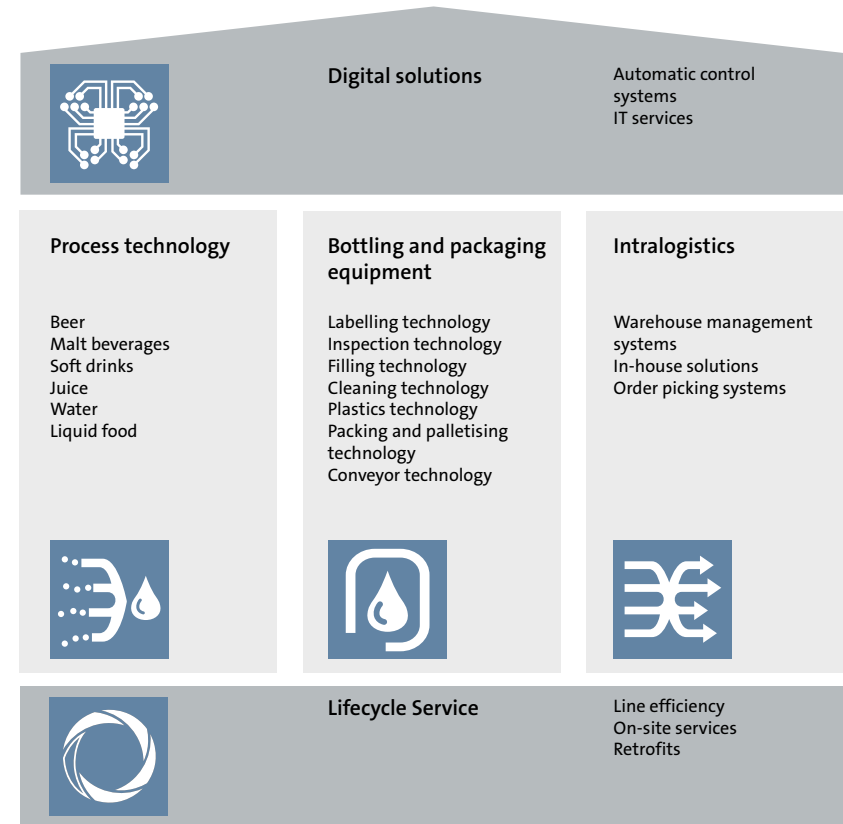 Digital solutions
Automatic control
systems
IT services
Process technology
Beer
Malt beverages
Soft drinks
Juice
Water
Liquid food
Bottling and packaging
equipment
Labelling technology
Inspection technology
Filling technology
Cleaning technology
Plastics technology
Packing and palletising
technology
Conveyor technology
Intralogistics
Warehouse management
systems
In-house solutions
Order picking systems
Lifecycle Service
Line efficiency
On-site services
Retrofits